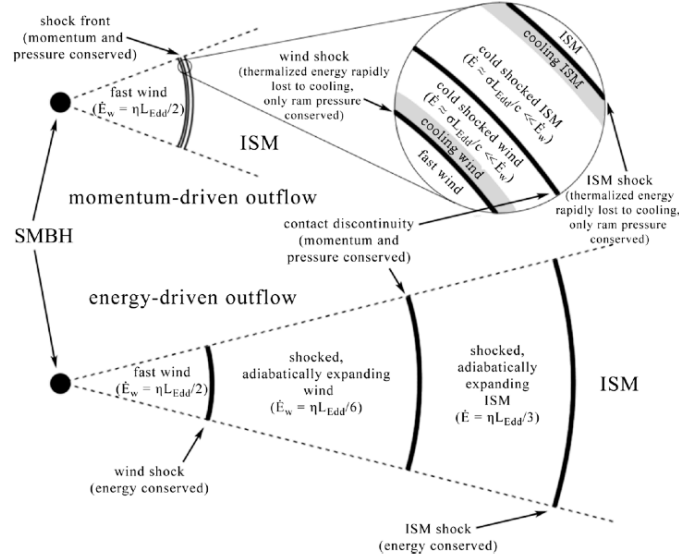 shock front
(momentum and
pressure conserved)
fast wind
(Ė_w = ηL_Edd/2)
ISM
momentum-driven outflow
wind shock
(thermalized energy rapidly
lost to cooling,
only ram pressure
conserved)
ISM
cooling ISM
cold shocked ISM
(Ė ≈ σL_Edd/c ≪ Ė_w)
cold shocked wind
(Ė ≈ σL_Edd/c ≪ Ė_w)
cooling wind
fast wind
ISM shock
(thermalized energy
rapidly lost to cooling,
only ram pressure
conserved)
contact discontinuity
(momentum and
pressure conserved)
SMBH
energy-driven outflow
fast wind
(Ė_w = ηL_Edd/2)
shocked,
adiabatically expanding
wind
(Ė_w = ηL_Edd/6)
shocked,
adiabatically
expanding
ISM
(Ė = ηL_Edd/3)
ISM
wind shock
(energy conserved)
ISM shock
(energy conserved)